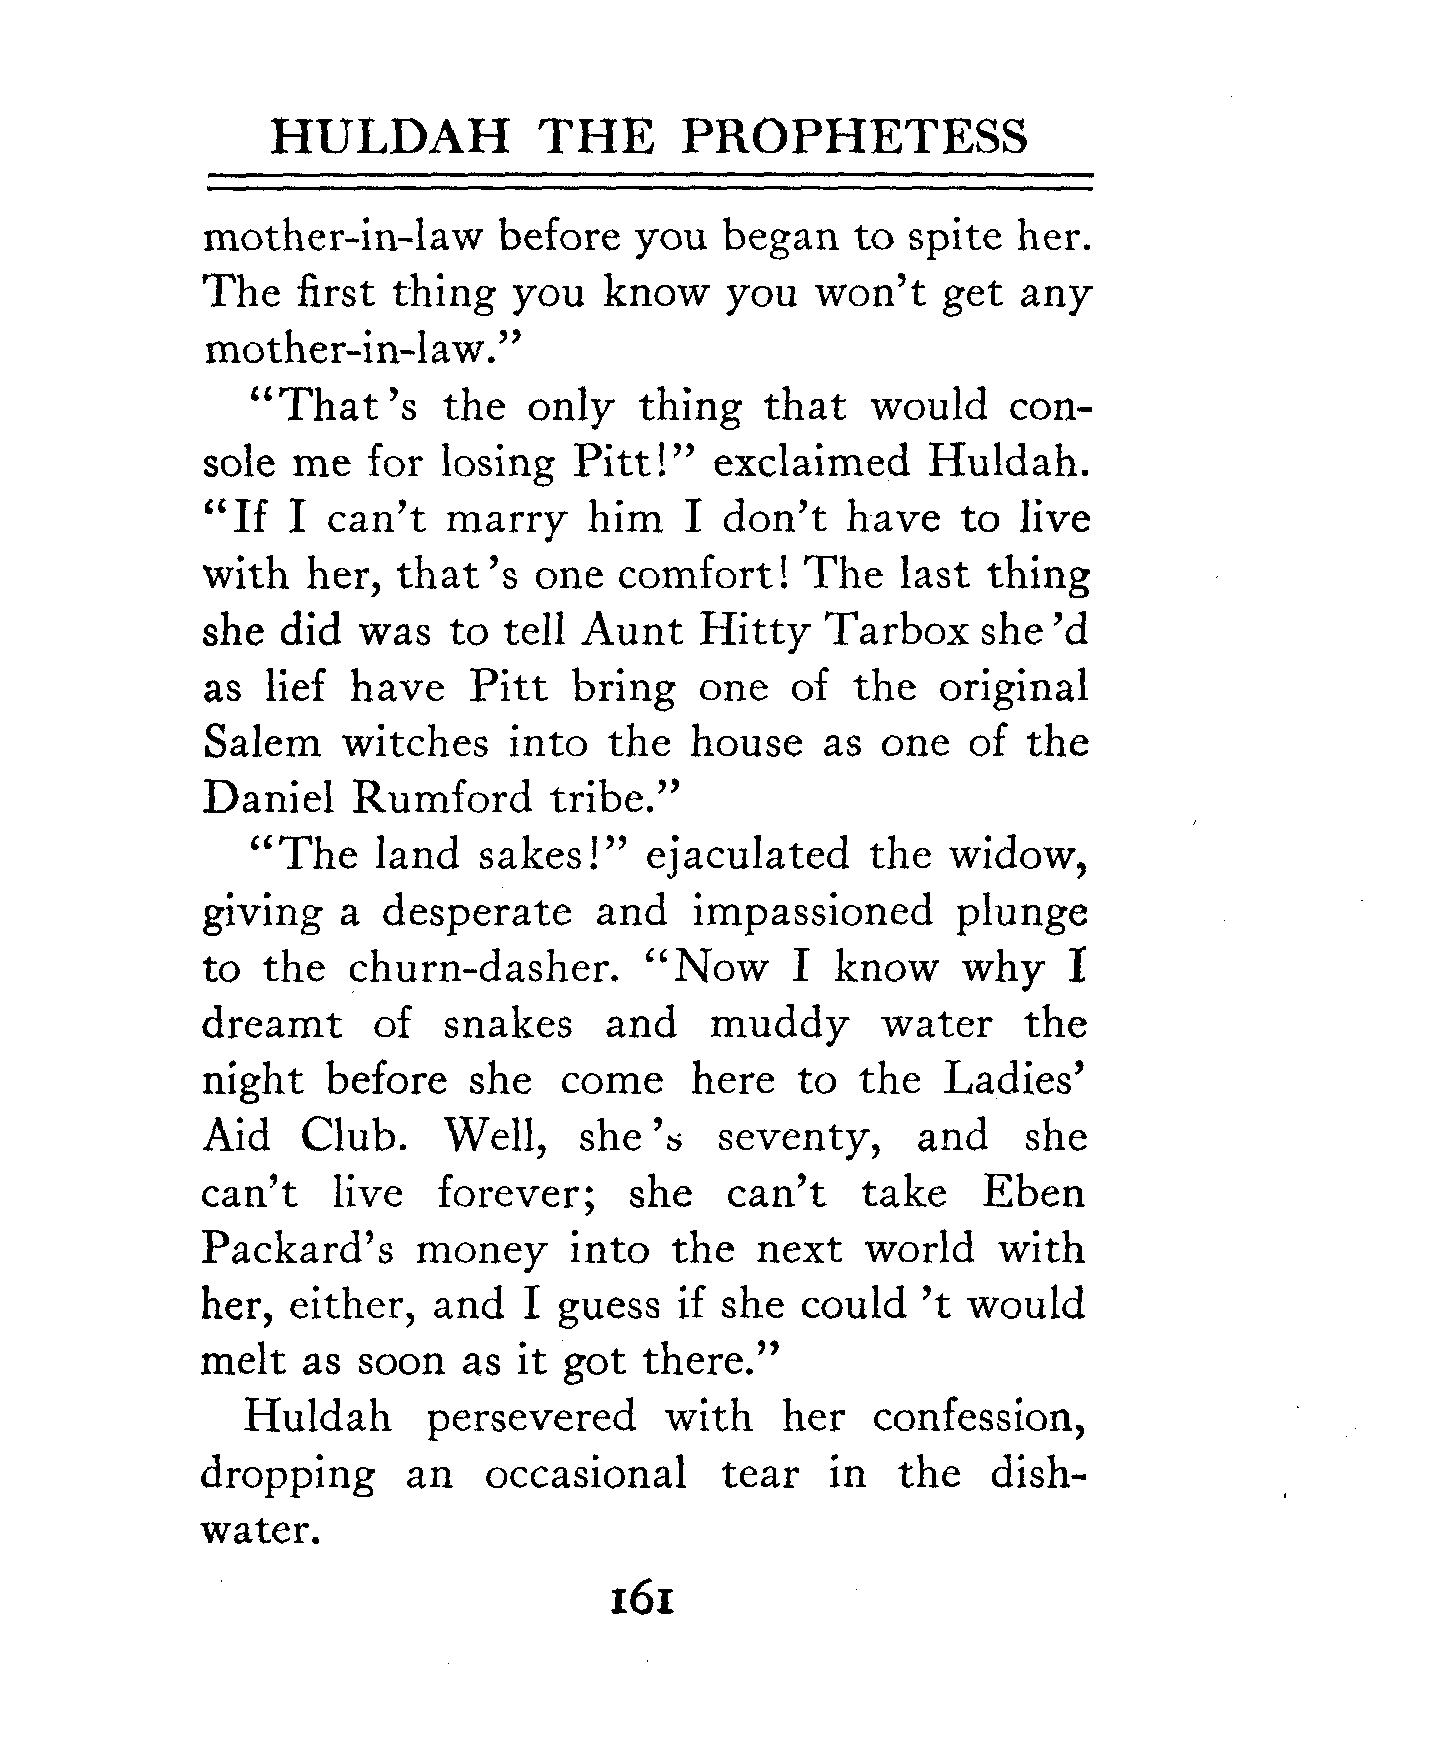 HULDAH THE PROPHETESS
mother-in-law before you began to spite her.
The first thing you know you won’t get any
mother-in-law.”
“That ’s the only thing that would con-
sole me for losing Pitt!” exclaimed Huldah.
“If I can’t marry him I don’t have to live
with her, that ’s one comfort! The last thing
she did was to tell Aunt Hitty Tarbox she ’d
as lief have Pitt bring one of the original
Salem witches into the house as one of the
Daniel Rumford tribe.”
“The land sakes!” ejaculated the widow,
giving a desperate and impassioned plunge
to the churn-dasher. “Now I know why I
dreamt of snakes and muddy water the
night before she come here to the Ladies’
Aid Club. Well, she ’s seventy, and she
can’t live forever; she can’t take Eben
Packard’s money into the next world with
her, either, and I guess if she could ’t would
melt as soon as it got there.”
Huldah persevered with her confession,
dropping an occasional tear in the dish-
water.
161